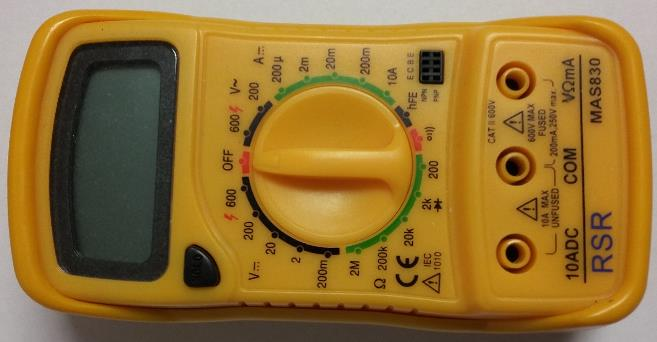 OFF
600
V~
200
A⎓
200µ
2m
20m
200m
10A
hFE
E C B E
NPN
PNP
200
2k
20k
200k
2M
Ω
200m
2
20
200
600
V⎓
CE
IEC
1010
CAT II 600V
600V MAX
FUSED
200mA,250V max.
VΩmA
COM
10A MAX
UNFUSED
10ADC
MAS830
RSR